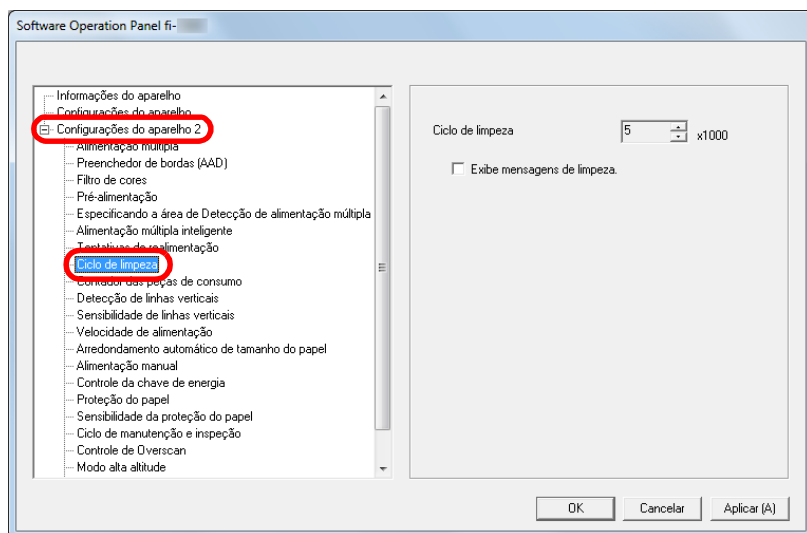 Software Operation Panel fi-
Informações do aparelho
Configurações do aparelho
Configurações do aparelho 2
Alimentação múltipla
Preenchedor de bordas (AAD)
Filtro de cores
Pré-alimentação
Especificando a área de Detecção de alimentação múltipla
Alimentação múltipla inteligente
Tentativas de realimentação
Ciclo de limpeza
Contador das peças de consumo
Detecção de linhas verticais
Sensibilidade de linhas verticais
Velocidade de alimentação
Arredondamento automático de tamanho do papel
Alimentação manual
Controle da chave de energia
Proteção do papel
Sensibilidade da proteção do papel
Ciclo de manutenção e inspeção
Controle de Overscan
Modo alta altitude
Ciclo de limpeza 5 x1000
Exibe mensagens de limpeza.
OK Cancelar Aplicar (A)